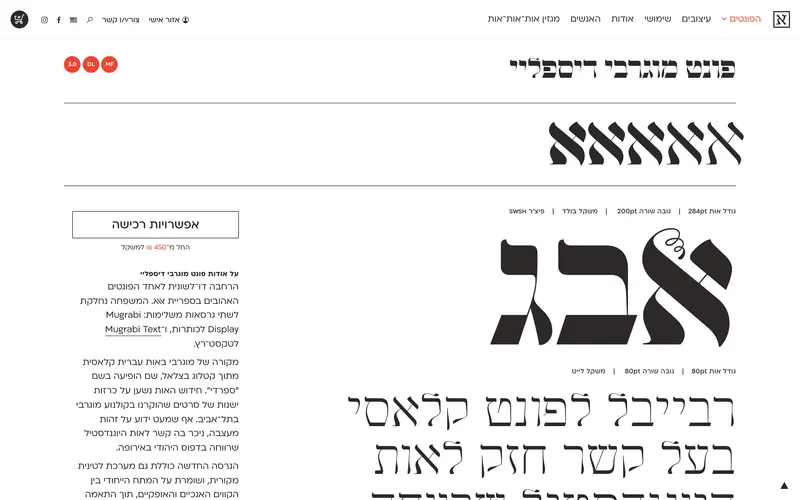 א
הפונטים
עיצובים
שימושי
אודות
האנשים
מגזין אות־אות־אות
אזור אישי
צרו/י קשר
פונט מוגרבי דיספליי
MF
DL
3.0
אאאאא
גודל אות 284pt | גובה שורה 200pt | משקל בולד | פיצ'ר SWSH
אבג
גודל אות 80pt | גובה שורה 80pt | משקל לייט
רבייבל לפונט קלאסי
בעל קשר חזק לאות
אפשרויות רכישה
החל מ־450 ₪ למשקל
על אודות פונט מוגרבי דיספליי
הרחבה דו־לשונית לאחד הפונטים
האהובים בספריית אאא. המשפחה נחלקת
לשתי גרסאות משלימות: Mugrabi
Display לכותרות, ו־Mugrabi Text
לטקסט־רץ.
מקורה של מוגרבי באות עברית קלאסית
מתוך קטלוג בצלאל, שם הופיעה בשם
"ספרדי". חידוש האות נשען על כרזות
ישנות של סרטים שהוקרנו בקולנוע מוגרבי
בתל־אביב. אף שמעט ידוע על זהות
מעצבה, ניכר בה קשר לאות היוגנדסטיל
שרווחה בדפוס היהודי באירופה.
הגרסה החדשה כוללת גם מערכת לטינית
מקורית, ושומרת על המתח הייחודי בין
הקווים האנכיים והאופקיים, תוך התאמה